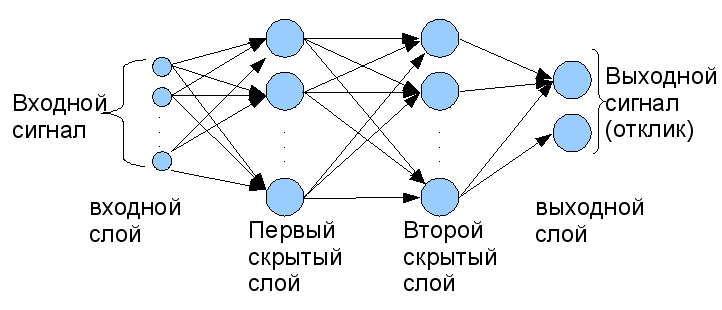 Входной
сигнал
входной
слой
Первый
скрытый
слой
Второй
скрытый
слой
выходной
слой
Выходной
сигнал
(отклик)